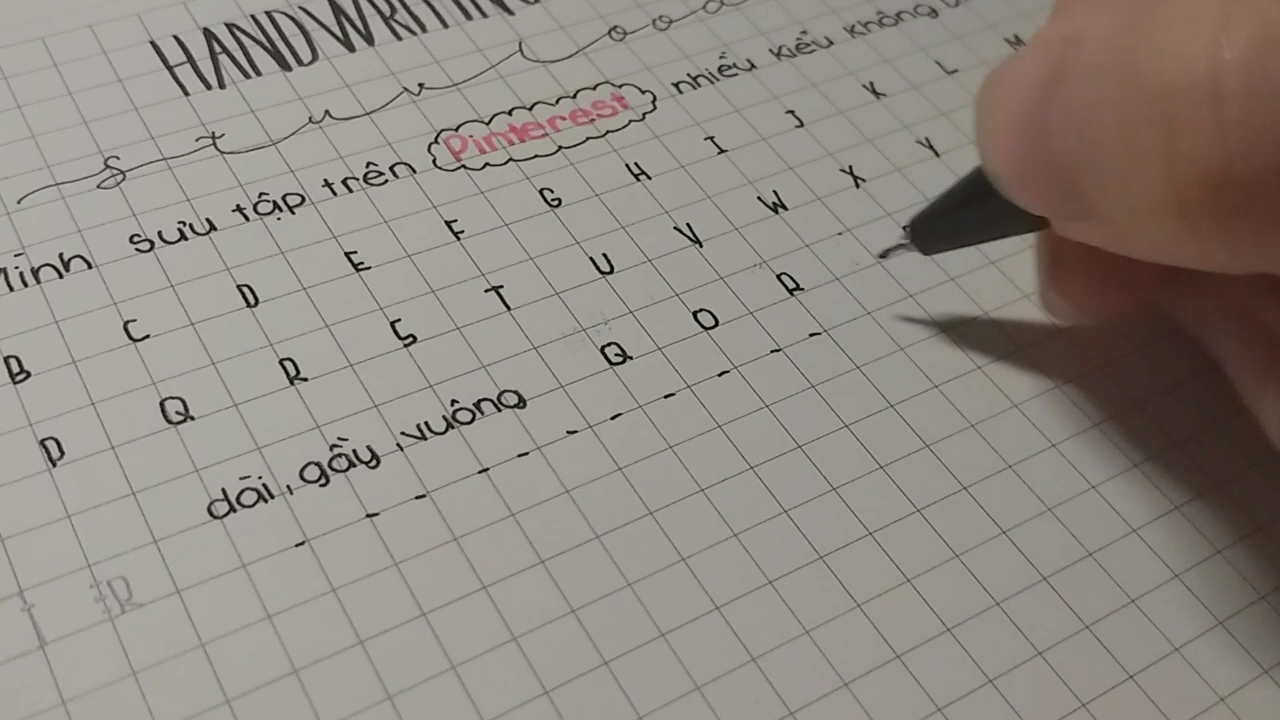 HANDWRITIN
s t u u l o o a
Mình sưu tập trên Pinterest nhiều kiểu không
B C D E F G H I J K L M
P Q R S T U V W X Y
dài, gầy, vuông Q O R